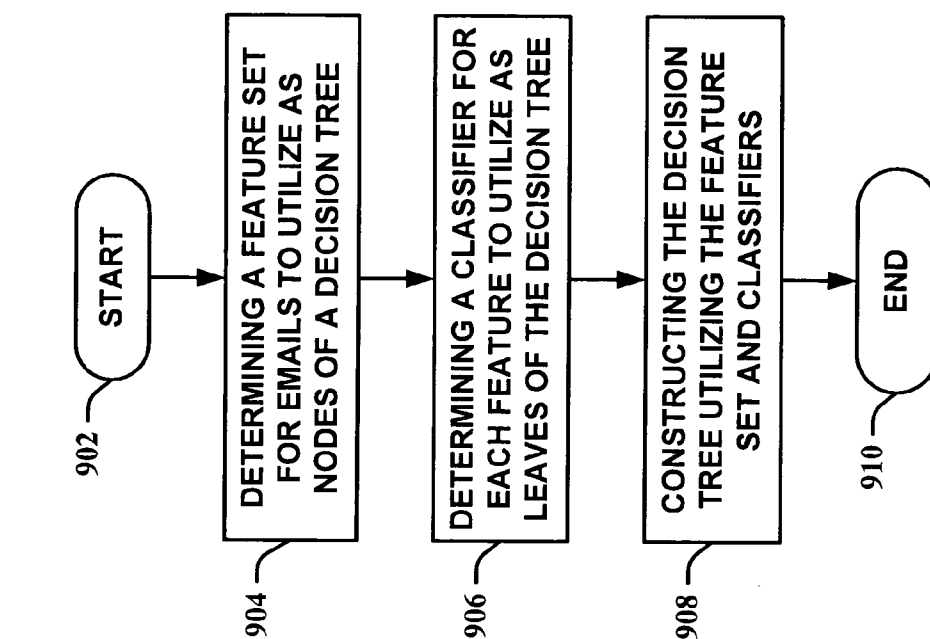 START
902
DETERMINING A FEATURE SET
FOR EMAILS TO UTILIZE AS
NODES OF A DECISION TREE
904
DETERMINING A CLASSIFIER FOR
EACH FEATURE TO UTILIZE AS
LEAVES OF THE DECISION TREE
906
CONSTRUCTING THE DECISION
TREE UTILIZING THE FEATURE
SET AND CLASSIFIERS
908
END
910